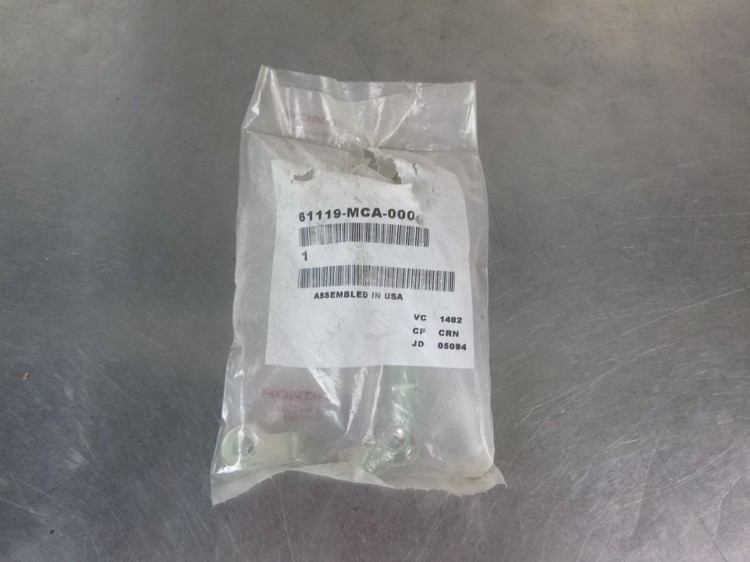 61119-MCA-000
1
ASSEMBLED IN USA
VC 1482
CP CRN
JD 05094